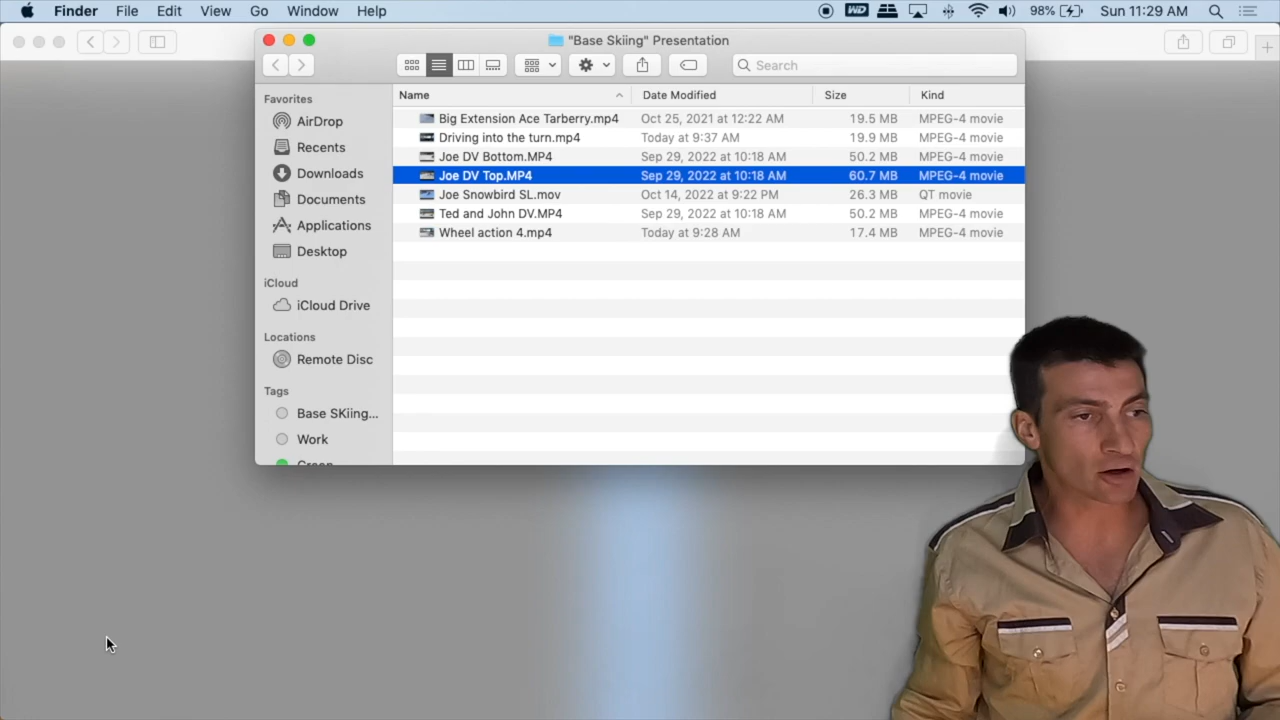 Finder File Edit View Go Window Help WD 98% Sun 11:29 AM
"Base Skiing" Presentation
Search
Favorites
AirDrop
Recents
Downloads
Documents
Applications
Desktop
iCloud
iCloud Drive
Locations
Remote Disc
Tags
Base SKiing...
Work
Green
Name Date Modified Size Kind
Big Extension Ace Tarberry.mp4 Oct 25, 2021 at 12:22 AM 19.5 MB MPEG-4 movie
Driving into the turn.mp4 Today at 9:37 AM 19.9 MB MPEG-4 movie
Joe DV Bottom.MP4 Sep 29, 2022 at 10:18 AM 50.2 MB MPEG-4 movie
Joe DV Top.MP4 Sep 29, 2022 at 10:18 AM 60.7 MB MPEG-4 movie
Joe Snowbird SL.mov Oct 14, 2022 at 9:22 PM 26.3 MB QT movie
Ted and John DV.MP4 Sep 29, 2022 at 10:18 AM 50.2 MB MPEG-4 movie
Wheel action 4.mp4 Today at 9:28 AM 17.4 MB MPEG-4 movie